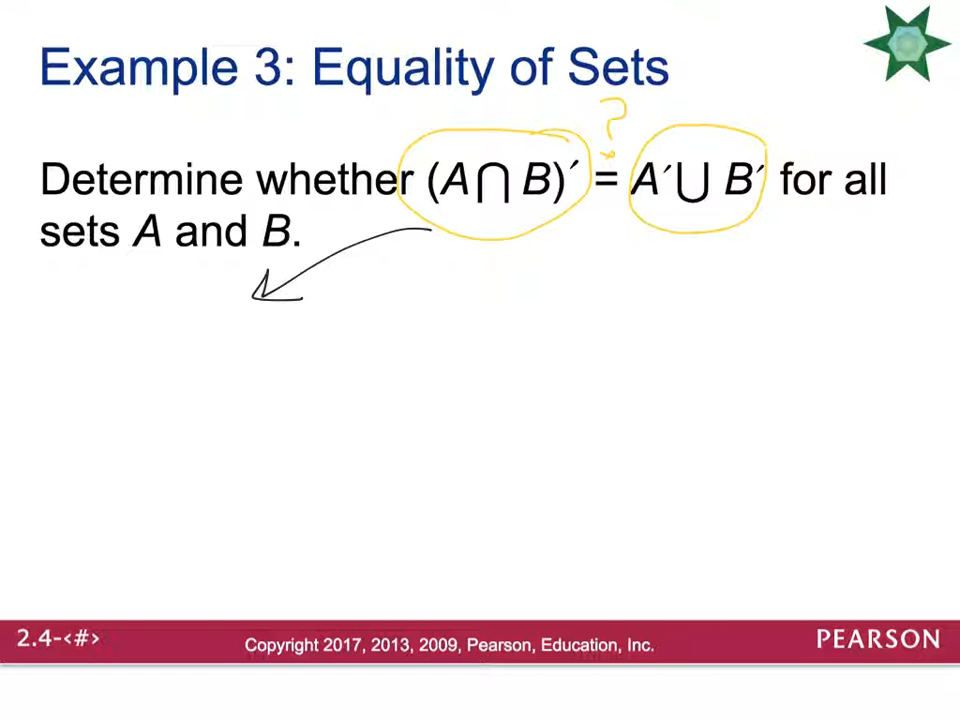 Example 3: Equality of Sets
?
Determine whether (A ⋂ B)′ = A′ ⋃ B′ for all
sets A and B.
2.4-<#>
Copyright 2017, 2013, 2009, Pearson, Education, Inc.
PEARSON